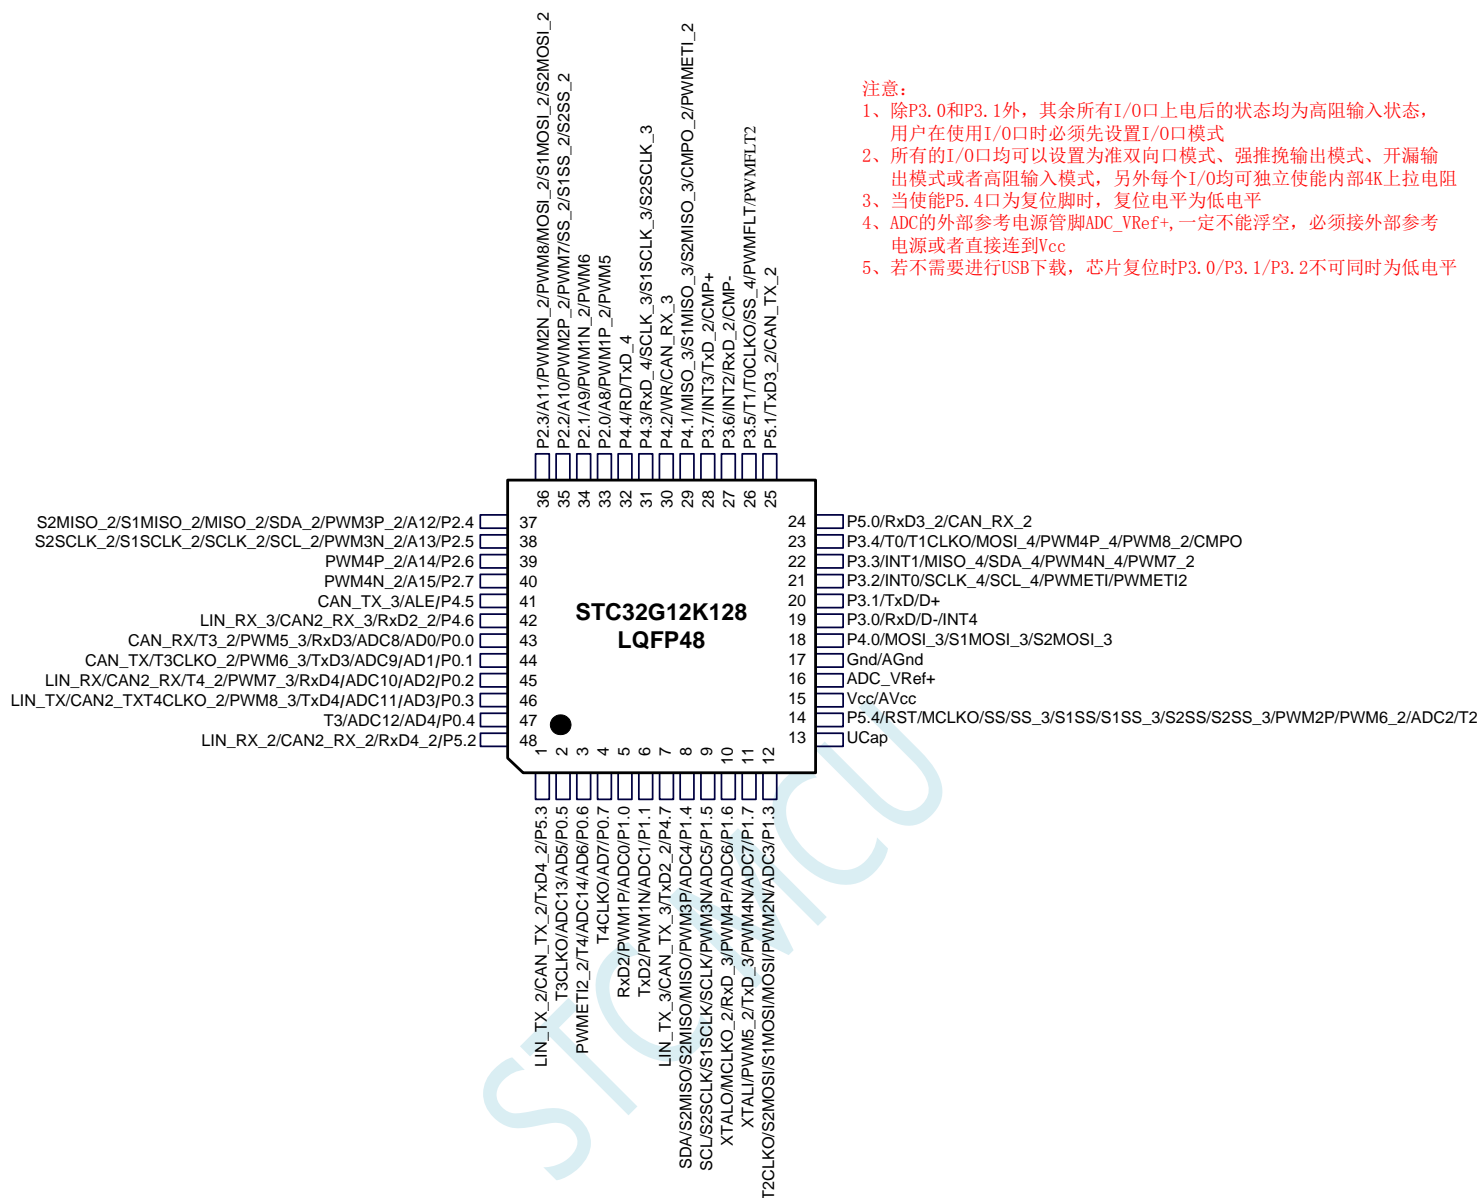 注意：
1、除P3.0和P3.1外，其余所有I/O口上电后的状态均为高阻输入状态，
用户在使用I/O口时必须先设置I/O口模式
2、所有的I/O口均可以设置为准双向口模式、强推挽输出模式、开漏输
出模式或者高阻输入模式，另外每个I/O均可独立使能内部4K上拉电阻
3、当使能P5.4口为复位脚时，复位电平为低电平
4、ADC的外部参考电源管脚ADC_VRef+,一定不能浮空，必须接外部参考
电源或者直接连到Vcc
5、若不需要进行USB下载，芯片复位时P3.0/P3.1/P3.2不可同时为低电平
P2.3/A11/PWM2N_2/PWM8/MOSI_2/S1MOSI_2/S2MOSI_2
P2.2/A10/PWM2P_2/PWM7/SS_2/S1SS_2/S2SS_2
P2.1/A9/PWM1N_2/PWM6
P2.0/A8/PWM1P_2/PWM5
P4.4/RD/TxD_4
P4.3/RxD_4/SCLK_3/S1SCLK_3/S2SCLK_3
P4.2/WR/CAN_RX_3
P4.1/MISO_3/S1MISO_3/S2MISO_3/CMPO_2/PWMETI_2
P3.7/INT3/TxD_2/CMP+
P3.6/INT2/RxD_2/CMP-
P3.5/T1/T0CLKO/SS_4/PWMFLT/PWMFLT2
P5.1/TxD3_2/CAN_TX_2
36 35 34 33 32 31 30 29 28 27 26 25
S2MISO_2/S1MISO_2/MISO_2/SDA_2/PWM3P_2/A12/P2.4 37
S2SCLK_2/S1SCLK_2/SCLK_2/SCL_2/PWM3N_2/A13/P2.5 38
PWM4P_2/A14/P2.6 39
PWM4N_2/A15/P2.7 40
CAN_TX_3/ALE/P4.5 41
LIN_RX_3/CAN2_RX_3/RxD2_2/P4.6 42
CAN_RX/T3_2/PWM5_3/RxD3/ADC8/AD0/P0.0 43
CAN_TX/T3CLKO_2/PWM6_3/TxD3/ADC9/AD1/P0.1 44
LIN_RX/CAN2_RX/T4_2/PWM7_3/RxD4/ADC10/AD2/P0.2 45
LIN_TX/CAN2_TXT4CLKO_2/PWM8_3/TxD4/ADC11/AD3/P0.3 46
T3/ADC12/AD4/P0.4 47
LIN_RX_2/CAN2_RX_2/RxD4_2/P5.2 48
STC32G12K128
LQFP48
24 P5.0/RxD3_2/CAN_RX_2
23 P3.4/T0/T1CLKO/MOSI_4/PWM4P_4/PWM8_2/CMPO
22 P3.3/INT1/MISO_4/SDA_4/PWM4N_4/PWM7_2
21 P3.2/INT0/SCLK_4/SCL_4/PWMETI/PWMETI2
20 P3.1/TxD/D+
19 P3.0/RxD/D-/INT4
18 P4.0/MOSI_3/S1MOSI_3/S2MOSI_3
17 Gnd/AGnd
16 ADC_VRef+
15 Vcc/AVcc
14 P5.4/RST/MCLKO/SS/SS_3/S1SS/S1SS_3/S2SS/S2SS_3/PWM2P/PWM6_2/ADC2/T2
13 UCap
1 2 3 4 5 6 7 8 9 10 11 12
LIN_TX_2/CAN_TX_2/TxD4_2/P5.3
T3CLKO/ADC13/AD5/P0.5
PWMETI2_2/T4/ADC14/AD6/P0.6
T4CLKO/AD7/P0.7
RxD2/PWM1P/ADC0/P1.0
TxD2/PWM1N/ADC1/P1.1
LIN_TX_3/CAN_TX_3/TxD2_2/P4.7
SDA/S2MISO/S2MISO/MISO/PWM3P/ADC4/P1.4
SCL/S2SCLK/S1SCLK/SCLK/PWM3N/ADC5/P1.5
XTALO/MCLKO_2/RxD_3/PWM4P/ADC6/P1.6
XTALI/PWM5_2/TxD_3/PWM4N/ADC7/P1.7
T2CLKO/S2MOSI/S1MOSI/MOSI/PWM2N/ADC3/P1.3
STC MCU